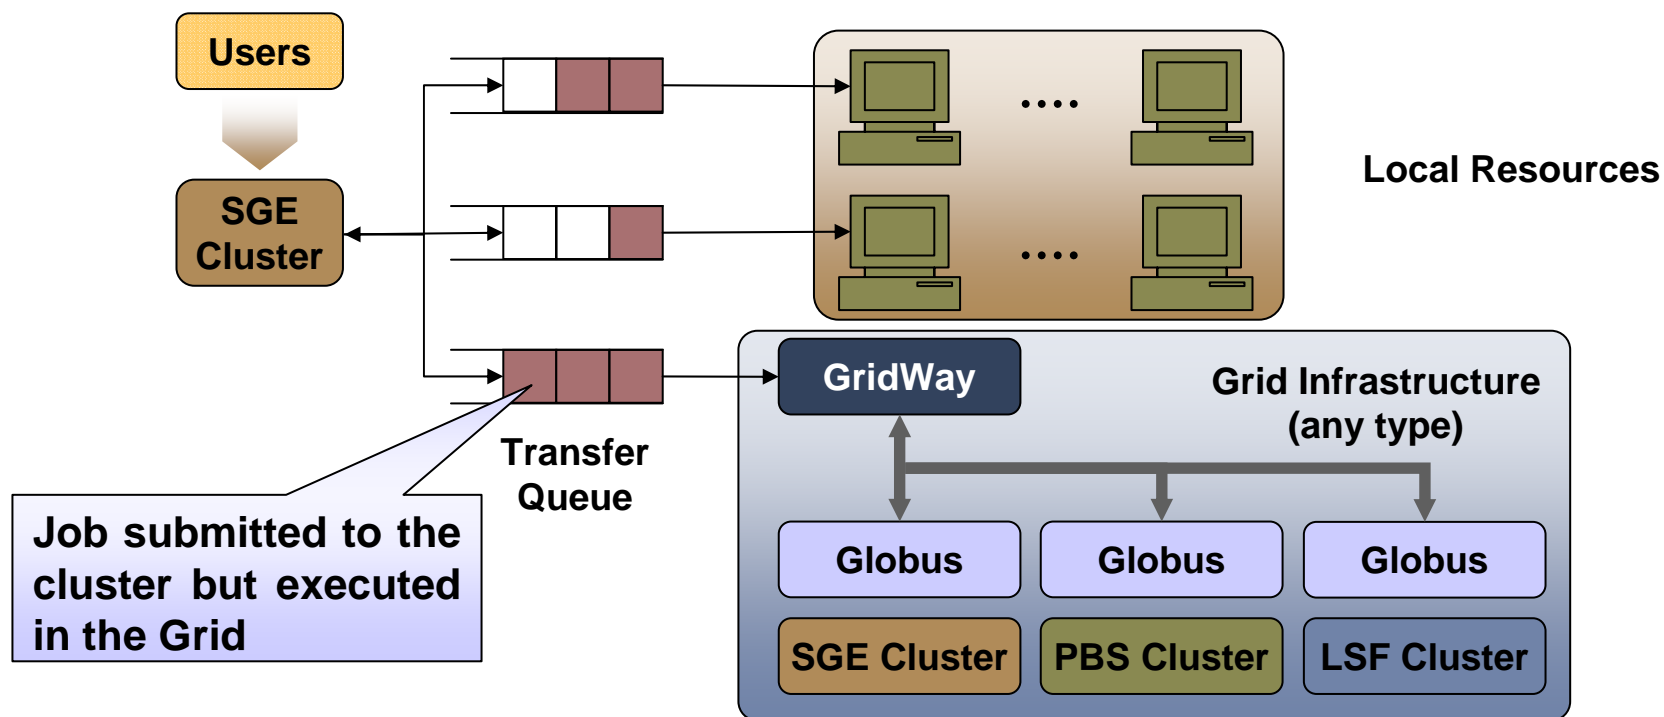 Users
SGE
Cluster
....
....
Local Resources
Transfer
Queue
Job submitted to the
cluster but executed
in the Grid
GridWay
Grid Infrastructure
(any type)
Globus
Globus
Globus
SGE Cluster
PBS Cluster
LSF Cluster